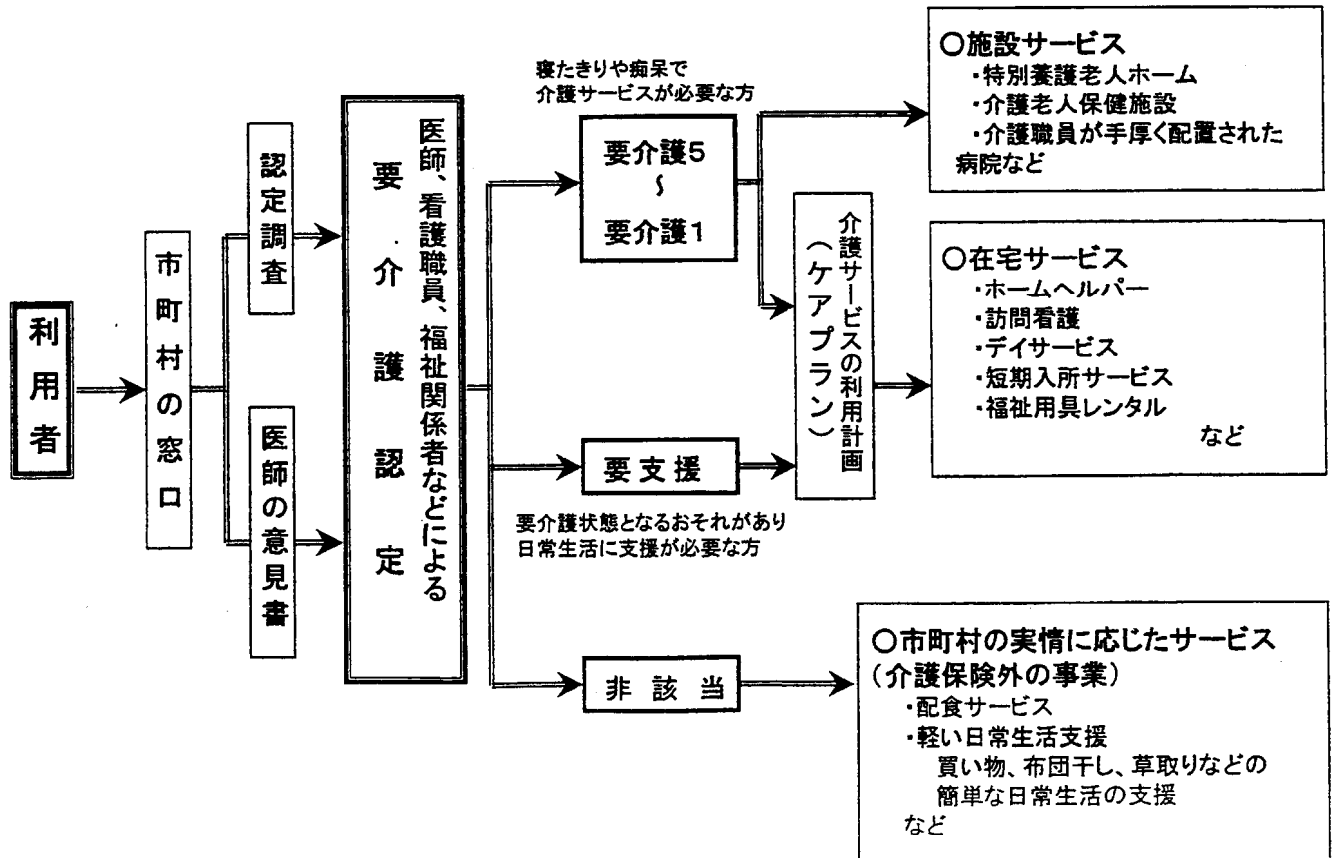 利用者
市町村の窓口
認定調査
医師の意見書
医師、看護職員、福祉関係者などによる
要介護認定
寝たきりや痴呆で
介護サービスが必要な方
要介護5
〜
要介護1
要支援
要介護状態となるおそれがあり
日常生活に支援が必要な方
非該当
介護サービスの利用計画
(ケアプラン)
○施設サービス
・特別養護老人ホーム
・介護老人保健施設
・介護職員が手厚く配置された
病院など
○在宅サービス
・ホームヘルパー
・訪問看護
・デイサービス
・短期入所サービス
・福祉用具レンタル
など
○市町村の実情に応じたサービス
(介護保険外の事業)
・配食サービス
・軽い日常生活支援
買い物、布団干し、草取りなどの
簡単な日常生活の支援
など